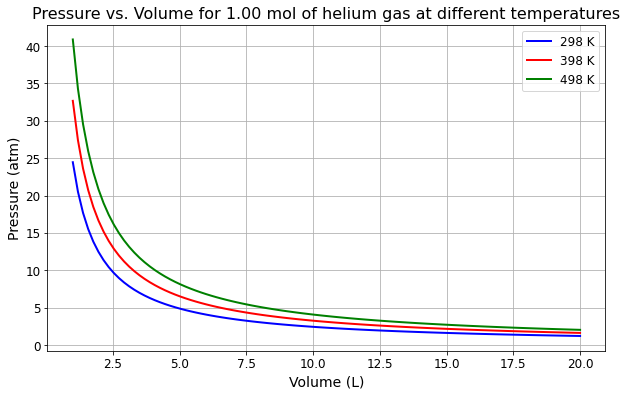 Pressure vs. Volume for 1.00 mol of helium gas at different temperatures
298 K
398 K
498 K
40
35
30
25
20
15
10
5
0
Pressure (atm)
2.5 5.0 7.5 10.0 12.5 15.0 17.5 20.0
Volume (L)